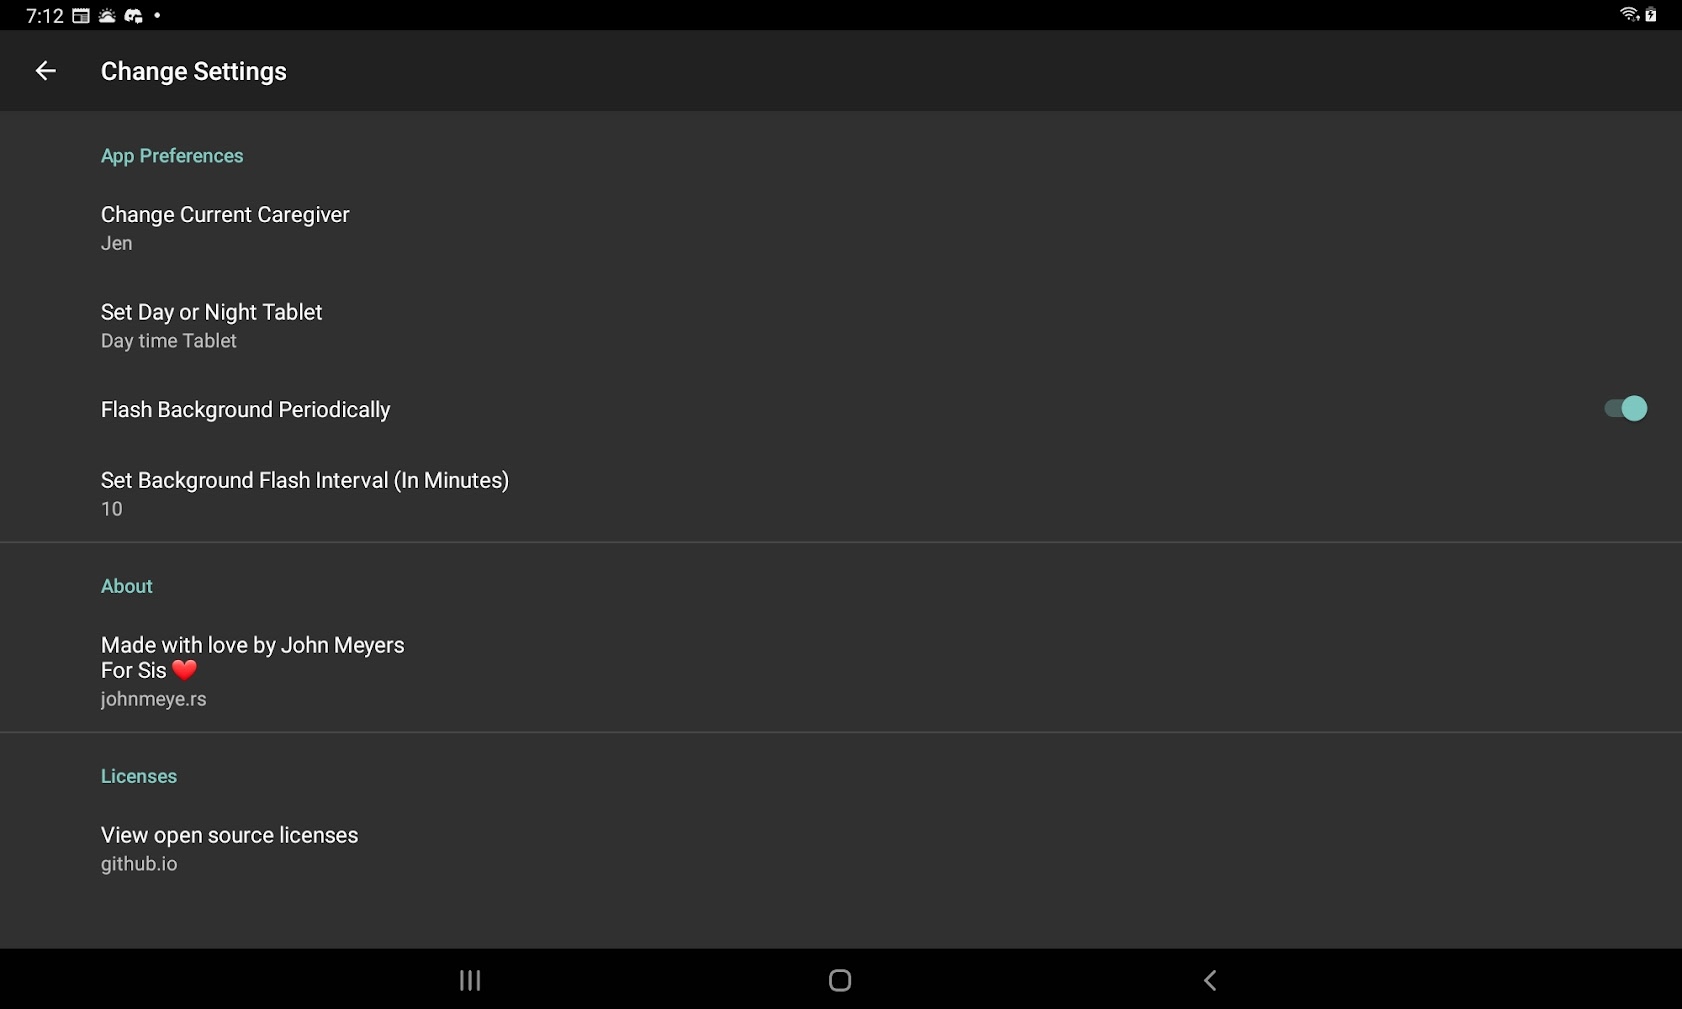 7:12
Change Settings
App Preferences
Change Current Caregiver
Jen
Set Day or Night Tablet
Day time Tablet
Flash Background Periodically
Set Background Flash Interval (In Minutes)
10
About
Made with love by John Meyers
For Sis ❤️
johnmeye.rs
Licenses
View open source licenses
github.io